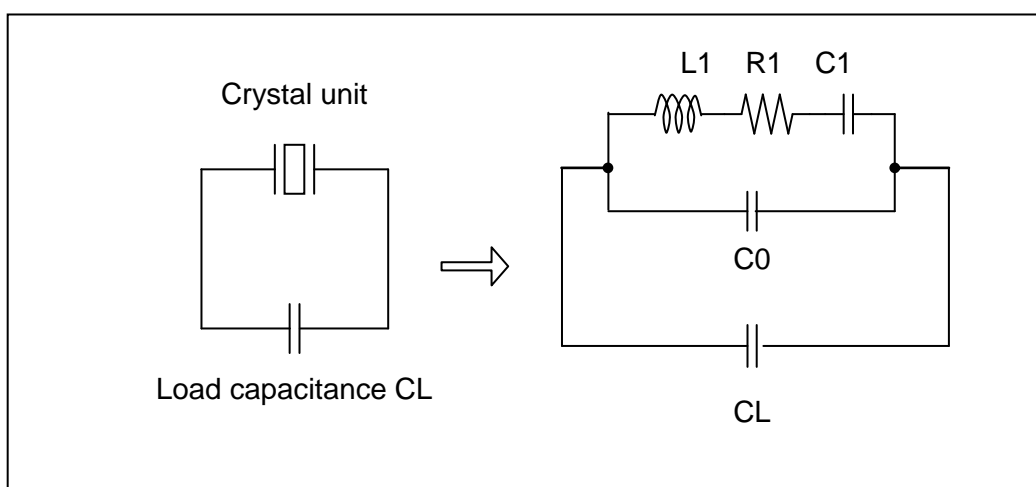 Crystal unit
Load capacitance CL
L1 R1 C1
C0
CL